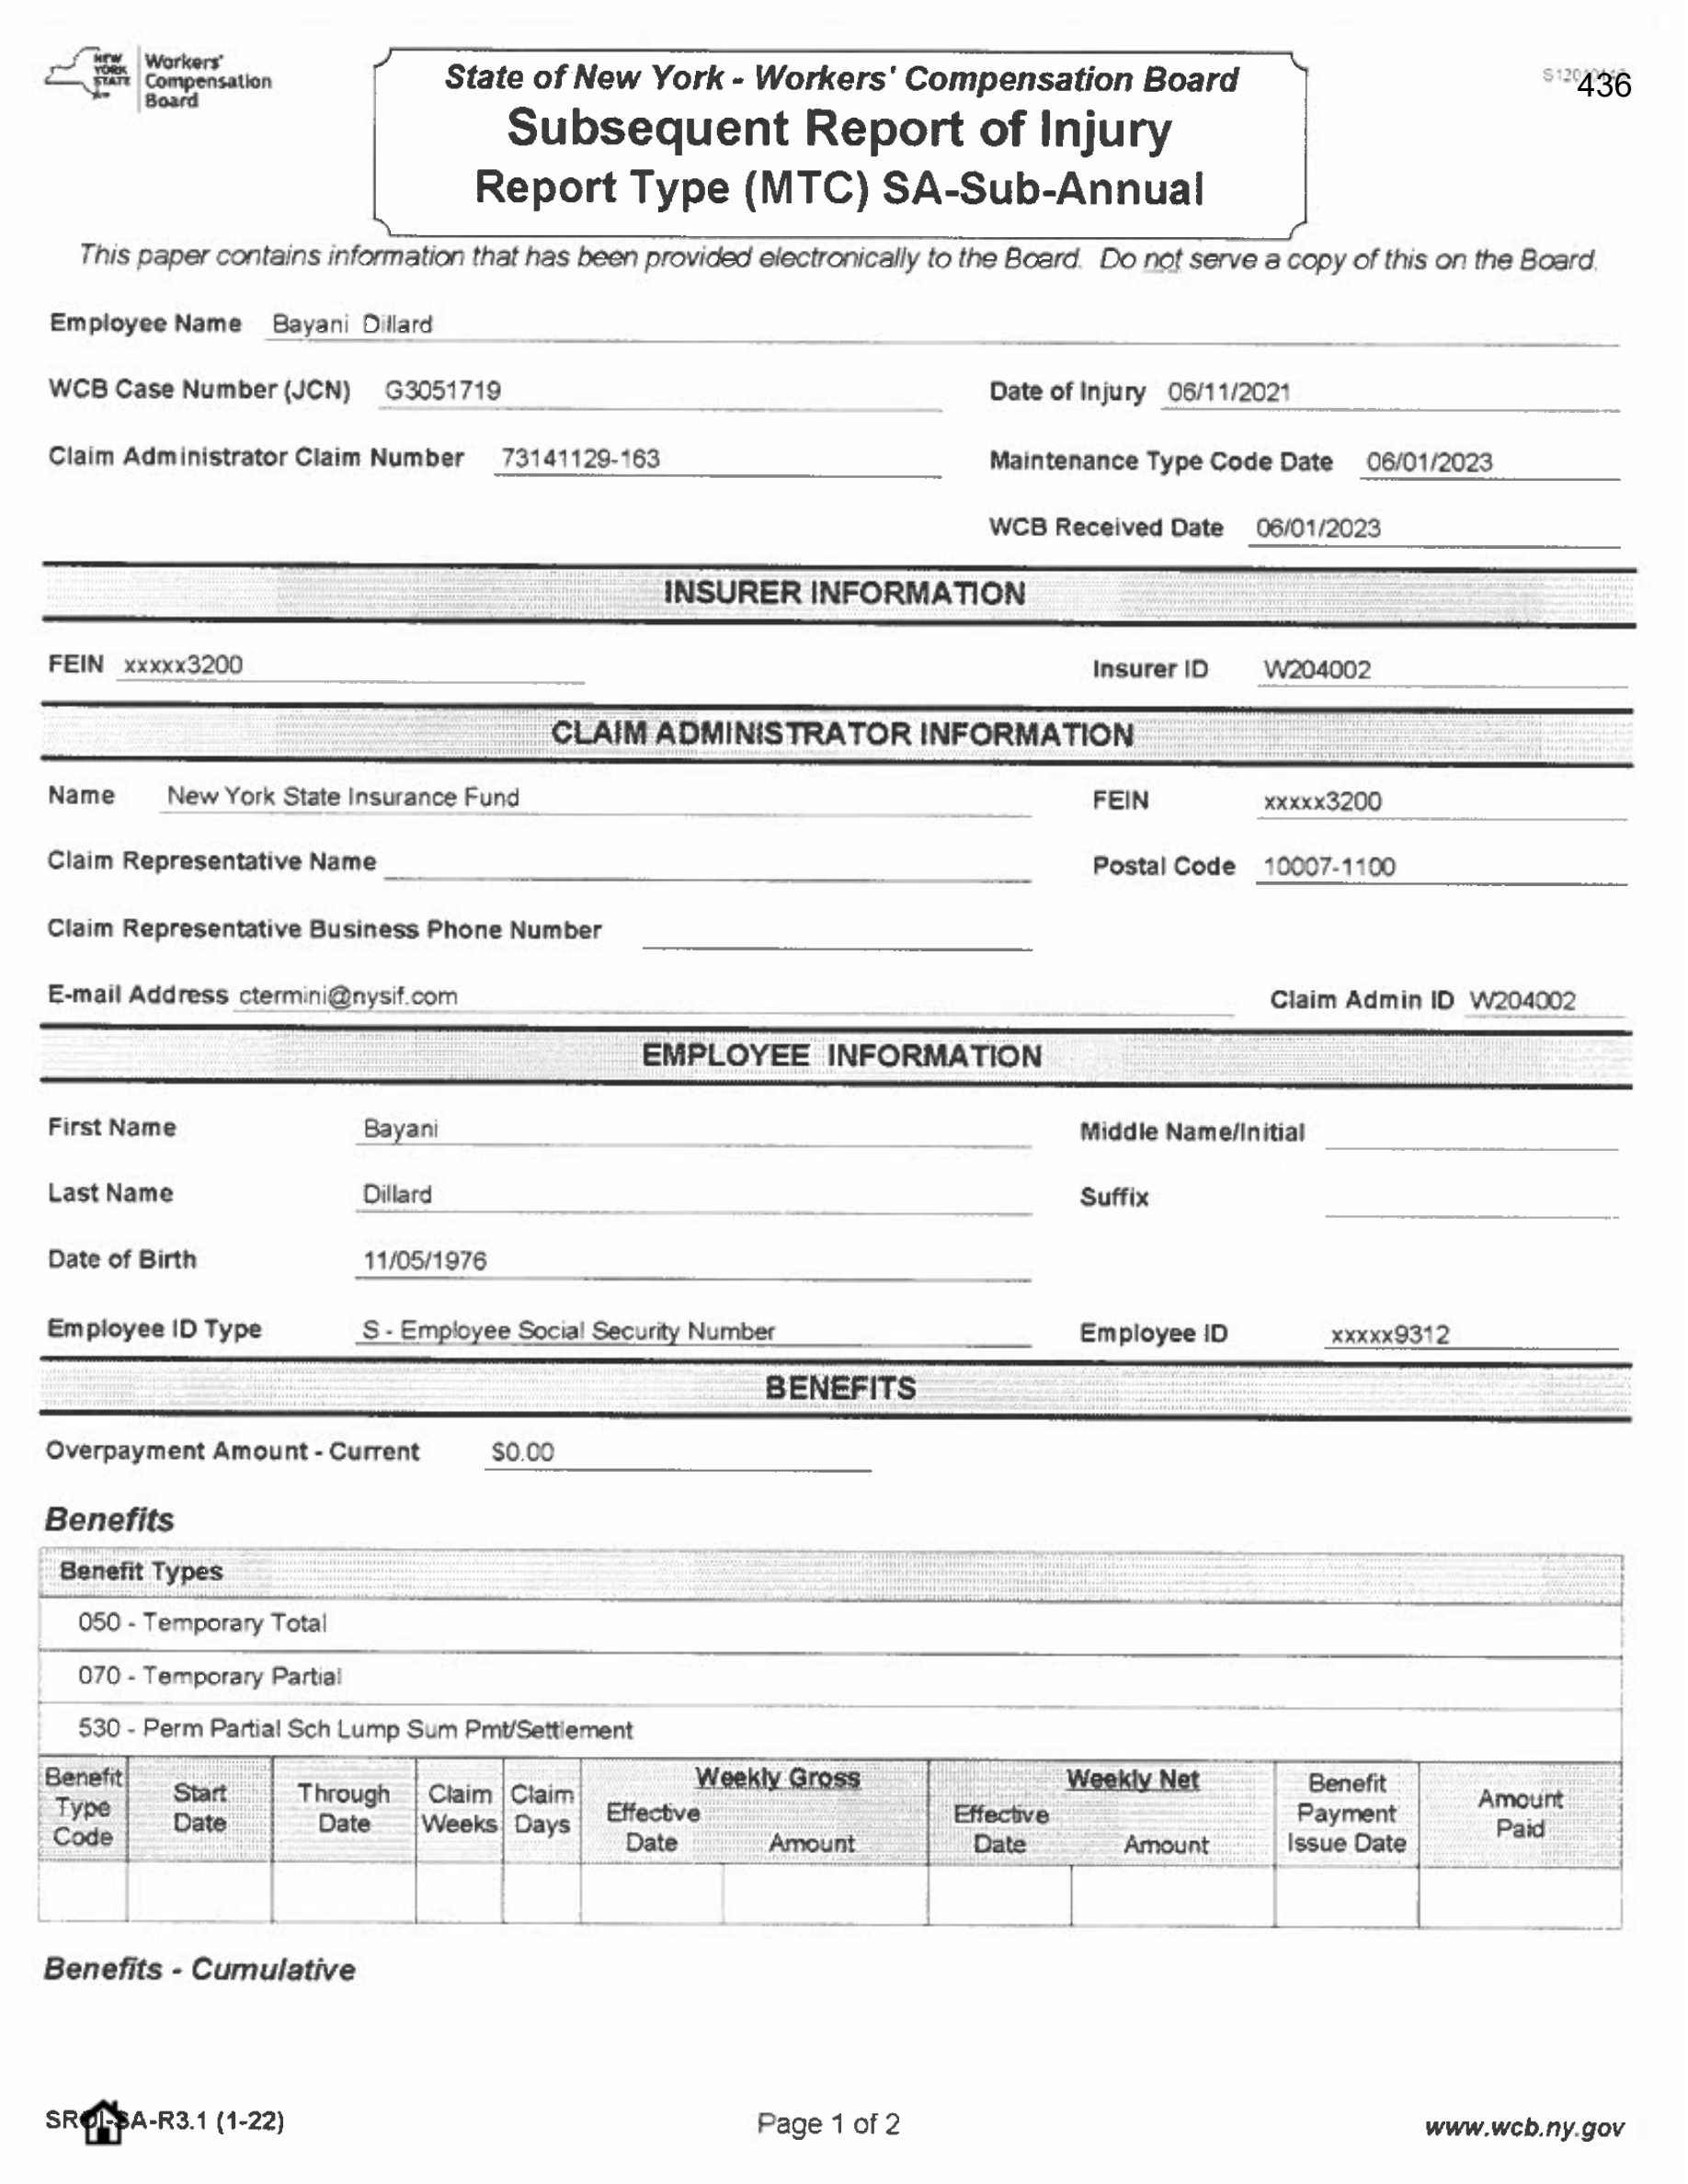 NEW YORK STATE
Workers' Compensation Board
State of New York - Workers' Compensation Board
436
Subsequent Report of Injury
Report Type (MTC) SA-Sub-Annual
This paper contains information that has been provided electronically to the Board. Do not serve a copy of this on the Board.
Employee Name Bayani Dillard
WCB Case Number (JCN) G3051719 Date of Injury 06/11/2021
Claim Administrator Claim Number 73141129-163 Maintenance Type Code Date 06/01/2023
WCB Received Date 06/01/2023
INSURER INFORMATION
FEIN xxxxx3200 Insurer ID W204002
CLAIM ADMINISTRATOR INFORMATION
Name New York State Insurance Fund FEIN xxxxx3200
Claim Representative Name Postal Code 10007-1100
Claim Representative Business Phone Number
E-mail Address ctermini@nysif.com Claim Admin ID W204002
EMPLOYEE INFORMATION
First Name Bayani Middle Name/Initial
Last Name Dillard Suffix
Date of Birth 11/05/1976
Employee ID Type S - Employee Social Security Number Employee ID xxxxx9312
BENEFITS
Overpayment Amount - Current $0.00
Benefits
Benefit Types
050 - Temporary Total
070 - Temporary Partial
530 - Perm Partial Sch Lump Sum Pmt/Settlement
Benefit Type Code Start Date Through Date Claim Weeks Claim Days Weekly Gross Effective Date Amount Weekly Net Effective Date Amount Benefit Payment Issue Date Amount Paid
Benefits - Cumulative
SROI-SA-R3.1 (1-22) Page 1 of 2 www.wcb.ny.gov